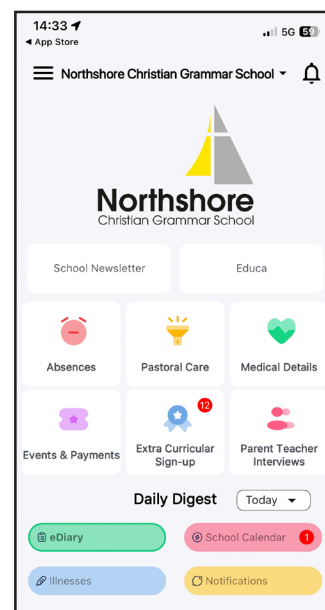 14:33
5G 59
◀ App Store
Northshore Christian Grammar School
Northshore
Christian Grammar School
School Newsletter
Educa
Absences
Pastoral Care
Medical Details
12
Events & Payments
Extra Curricular
Sign-up
Parent Teacher
Interviews
Daily Digest
Today
eDiary
School Calendar
1
Illnesses
Notifications